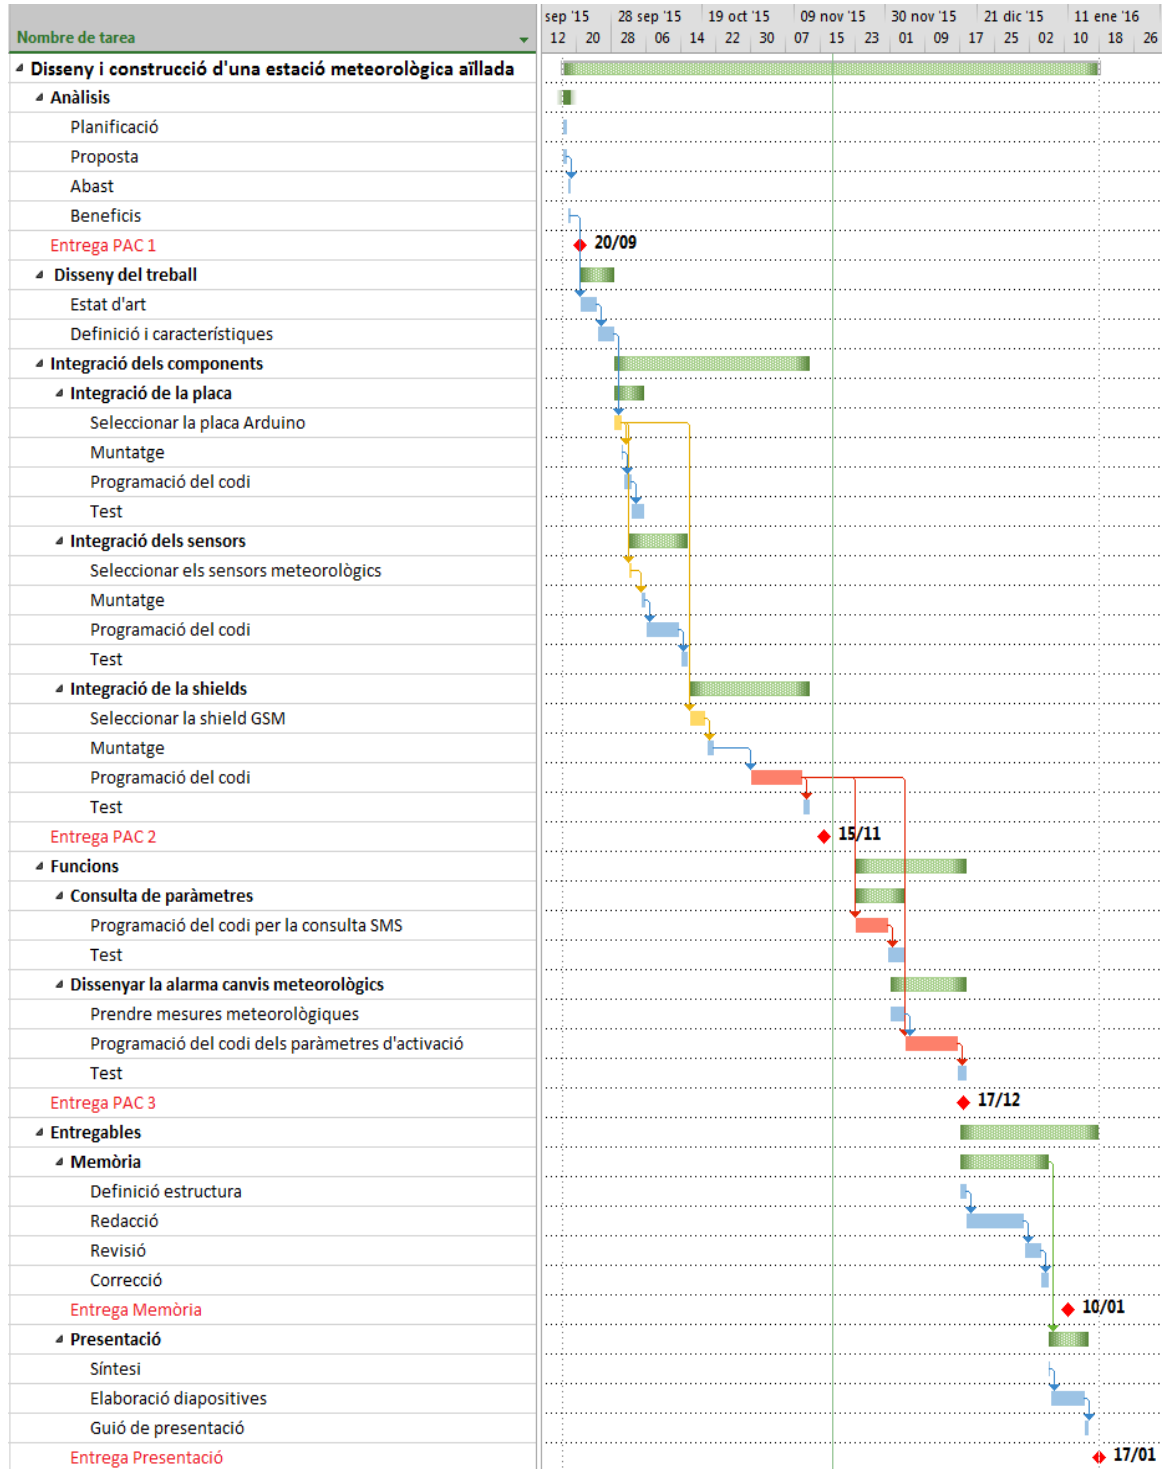 sep '15 28 sep '15 19 oct '15 09 nov '15 30 nov '15 21 dic '15 11 ene '16
Nombre de tarea 12 20 28 06 14 22 30 07 15 23 01 09 17 25 02 10 18 26
Disseny i construcció d'una estació meteorològica aïllada
Anàlisis
Planificació
Proposta
Abast
Beneficis
Entrega PAC 1 20/09
Disseny del treball
Estat d'art
Definició i característiques
Integració dels components
Integració de la placa
Seleccionar la placa Arduino
Muntatge
Programació del codi
Test
Integració dels sensors
Seleccionar els sensors meteorològics
Muntatge
Programació del codi
Test
Integració de la shields
Seleccionar la shield GSM
Muntatge
Programació del codi
Test
Entrega PAC 2 15/11
Funcions
Consulta de paràmetres
Programació del codi per la consulta SMS
Test
Dissenyar la alarma canvis meteorològics
Prendre mesures meteorològiques
Programació del codi dels paràmetres d'activació
Test
Entrega PAC 3 17/12
Entregables
Memòria
Definició estructura
Redacció
Revisió
Correcció
Entrega Memòria 10/01
Presentació
Síntesi
Elaboració diapositives
Guió de presentació
Entrega Presentació 17/01